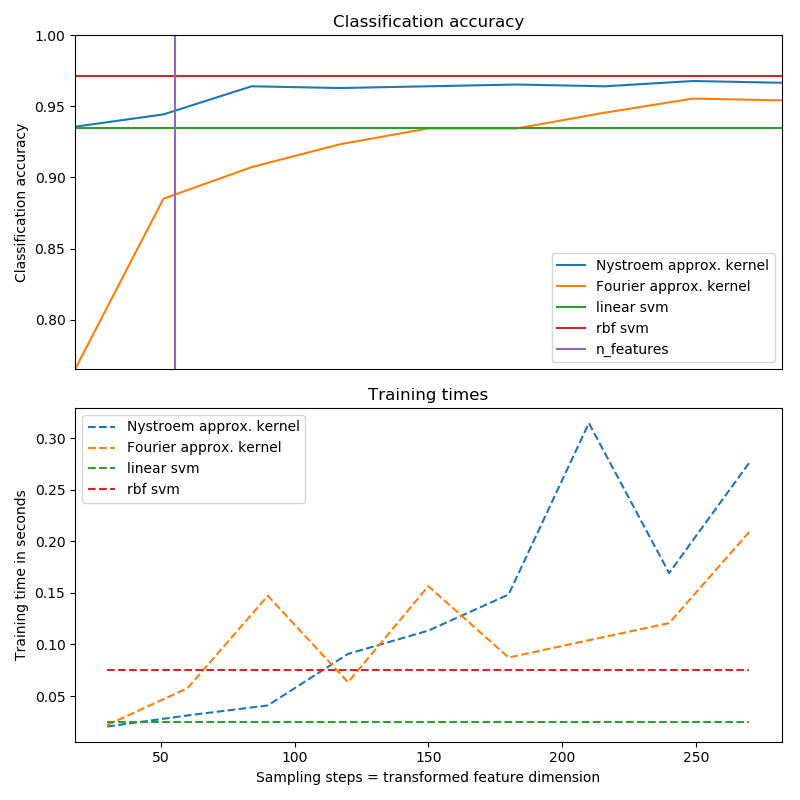 Classification accuracy
1.00
0.95
0.90
0.85
0.80
Classification accuracy
Nystroem approx. kernel
Fourier approx. kernel
linear svm
rbf svm
n_features
Training times
0.30
0.25
0.20
0.15
0.10
0.05
Training time in seconds
Nystroem approx. kernel
Fourier approx. kernel
linear svm
rbf svm
50
100
150
200
250
Sampling steps = transformed feature dimension